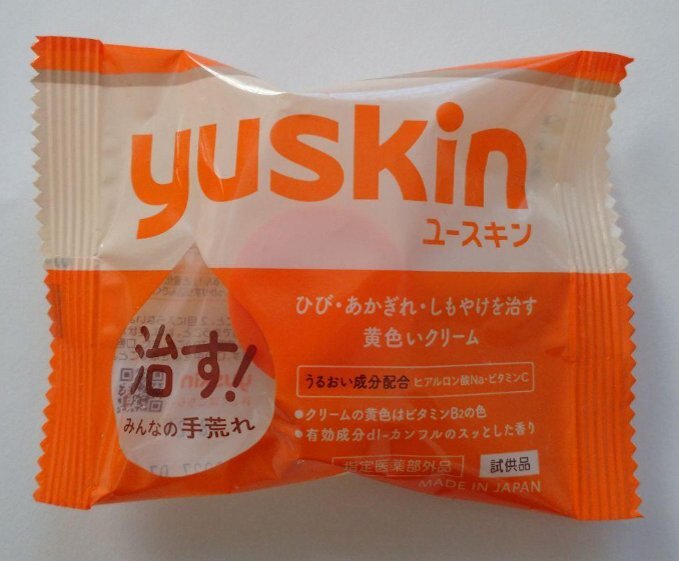 yuskin
ユースキン
ひび・あかぎれ・しもやけを治す
黄色いクリーム
うるおい成分配合 ヒアルロン酸Na・ビタミンC
●クリームの黄色はビタミンB₂の色
●有効成分dl-カンフルのスッとした香り
指定医薬部外品 試供品
MADE IN JAPAN
治す!
みんなの手荒れ